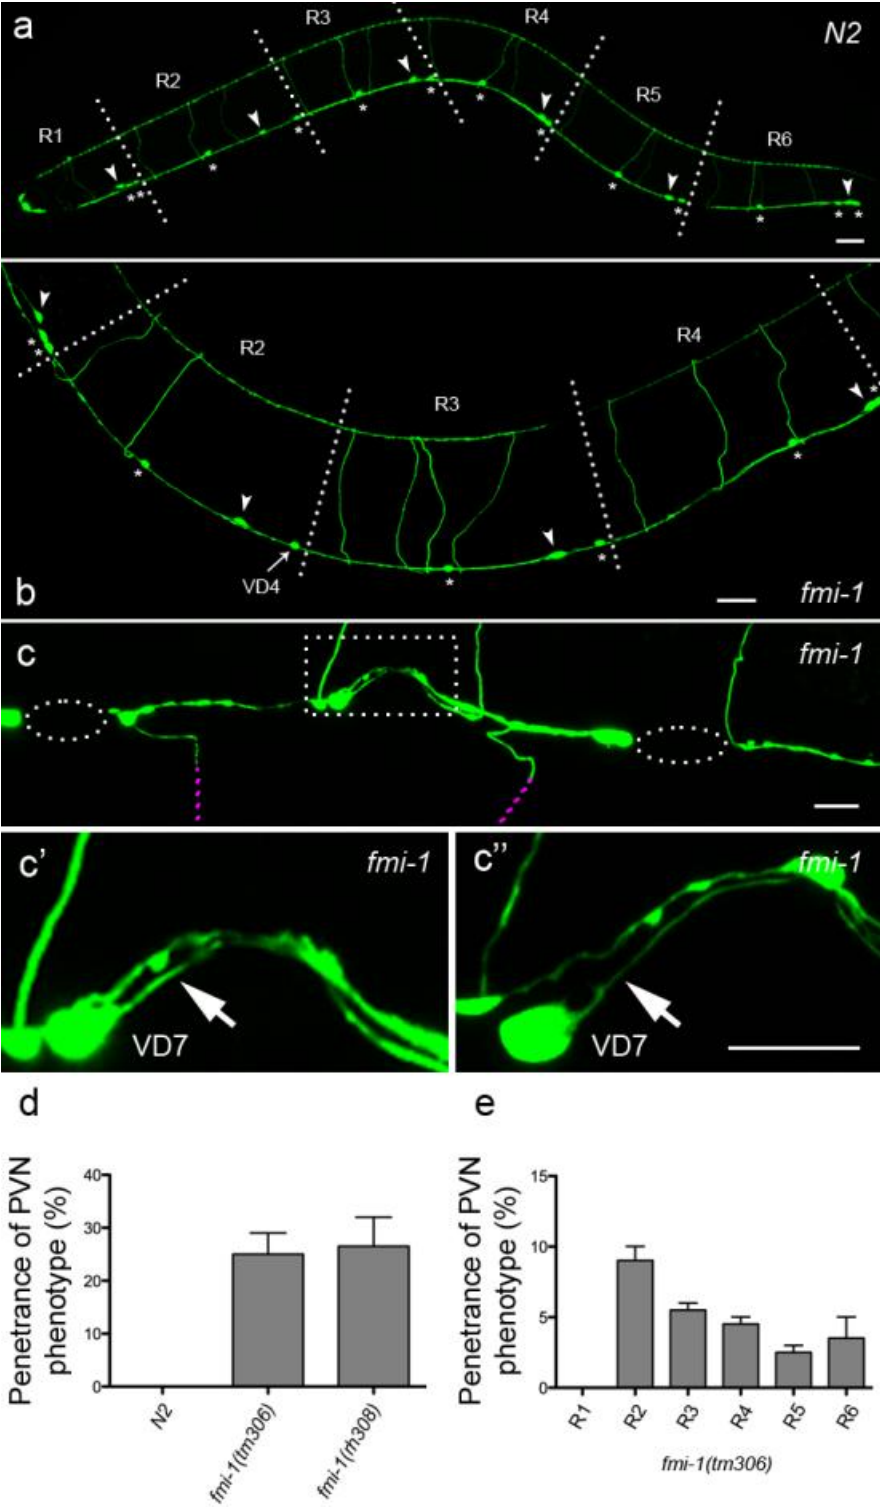 a
N2
R1
R2
R3
R4
R5
R6
* * * * * * * * * * * * *
R2
R3
R4
* * * * * * *
VD4
b
fmi-1
c
fmi-1
c’
fmi-1
VD7
c”
fmi-1
VD7
d
Penetrance of PVN
phenotype (%)
40
30
20
10
0
N2
fmi-1(tm306)
fmi-1(rh308)
e
Penetrance of PVN
phenotype (%)
15
10
5
0
R1
R2
R3
R4
R5
R6
fmi-1(tm306)